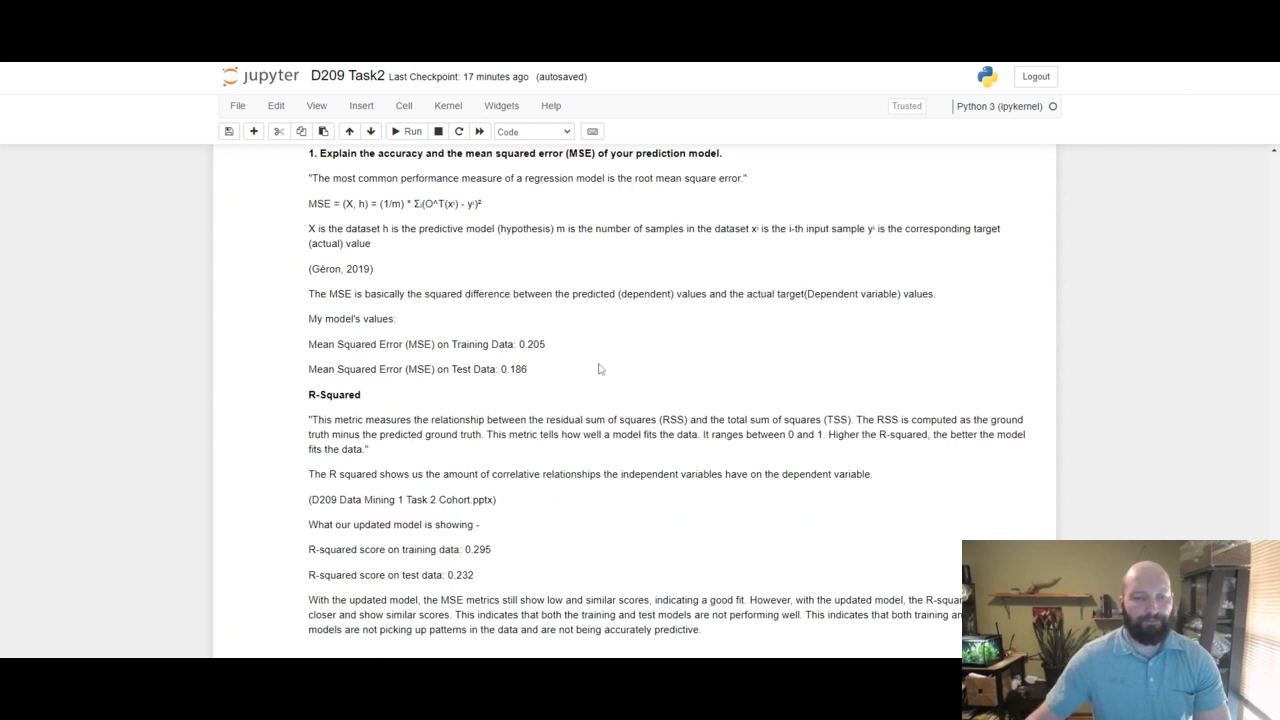 jupyter D209 Task2 Last Checkpoint: 17 minutes ago (autosaved) Logout
File Edit View Insert Cell Kernel Widgets Help Trusted Python 3 (ipykernel)
Run Code
1. Explain the accuracy and the mean squared error (MSE) of your prediction model.
"The most common performance measure of a regression model is the root mean square error."
MSE = (X, h) = (1/m) * Σᵢ(O^T(xⁱ) - yⁱ)²
X is the dataset h is the predictive model (hypothesis) m is the number of samples in the dataset xⁱ is the i-th input sample yⁱ is the corresponding target
(actual) value
(Géron, 2019)
The MSE is basically the squared difference between the predicted (dependent) values and the actual target(Dependent variable) values.
My model's values:
Mean Squared Error (MSE) on Training Data: 0.205
Mean Squared Error (MSE) on Test Data: 0.186
R-Squared
"This metric measures the relationship between the residual sum of squares (RSS) and the total sum of squares (TSS). The RSS is computed as the ground
truth minus the predicted ground truth. This metric tells how well a model fits the data. It ranges between 0 and 1. Higher the R-squared, the better the model
fits the data."
The R squared shows us the amount of correlative relationships the independent variables have on the dependent variable.
(D209 Data Mining 1 Task 2 Cohort.pptx)
What our updated model is showing -
R-squared score on training data: 0.295
R-squared score on test data: 0.232
With the updated model, the MSE metrics still show low and similar scores, indicating a good fit. However, with the updated model, the R-squa
closer and show similar scores. This indicates that both the training and test models are not performing well. This indicates that both training an
models are not picking up patterns in the data and are not being accurately predictive.